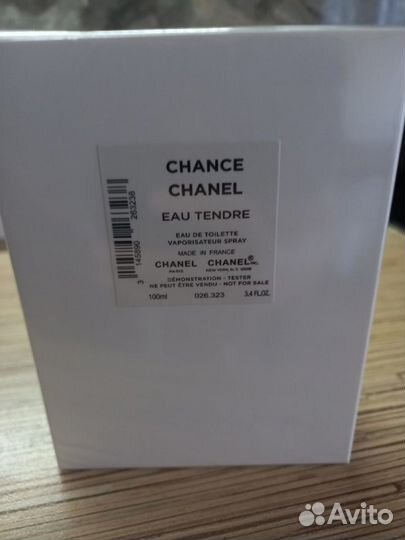 CHANCE
CHANEL
EAU TENDRE
EAU DE TOILETTE
VAPORISATEUR SPRAY
MADE IN FRANCE
CHANEL CHANEL®
PARIS NEW YORK N.Y.
DÉMONSTRATION - TESTER
NE PEUT ÊTRE VENDU - NOT FOR SALE
100ml 026.323 3.4 FL.OZ.
3 145890 263238
Avito